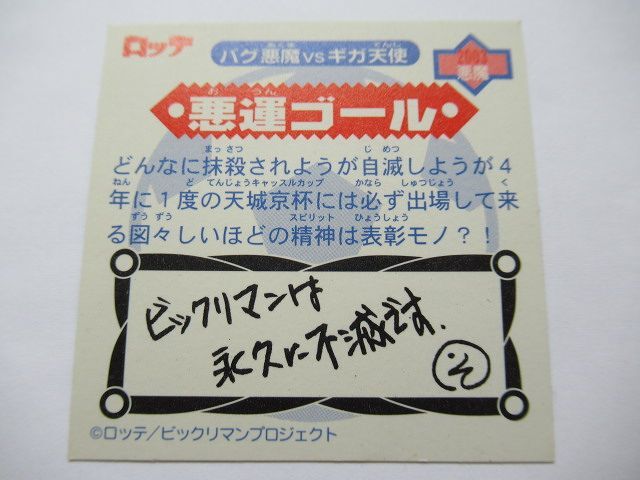 ロッテ
バグ悪魔vsギガ天使
2003
悪魔
悪運ゴール
どんなに抹殺されようが自滅しようが4
年に1度の天城京杯には必ず出場して来
る図々しいほどの精神は表彰モノ?!
ビックリマンは
永久に不滅です.
そ
©ロッテ/ビックリマンプロジェクト